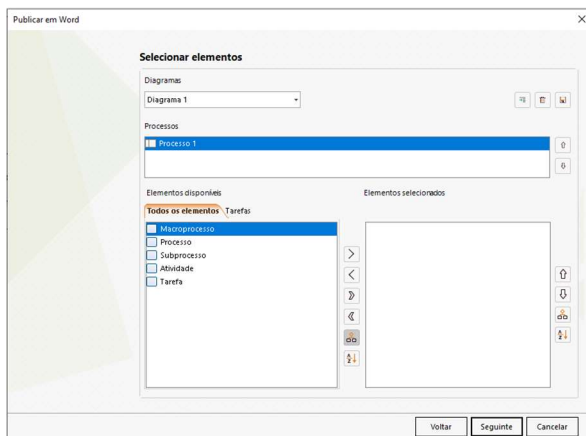 Publicar em Word
Selecionar elementos
Diagramas
Diagrama 1
Processos
Processo 1
Elementos disponíveis
Elementos selecionados
Todos os elementos Tarefas
Macroprocesso
Processo
Subprocesso
Atividade
Tarefa
Voltar Seguinte Cancelar